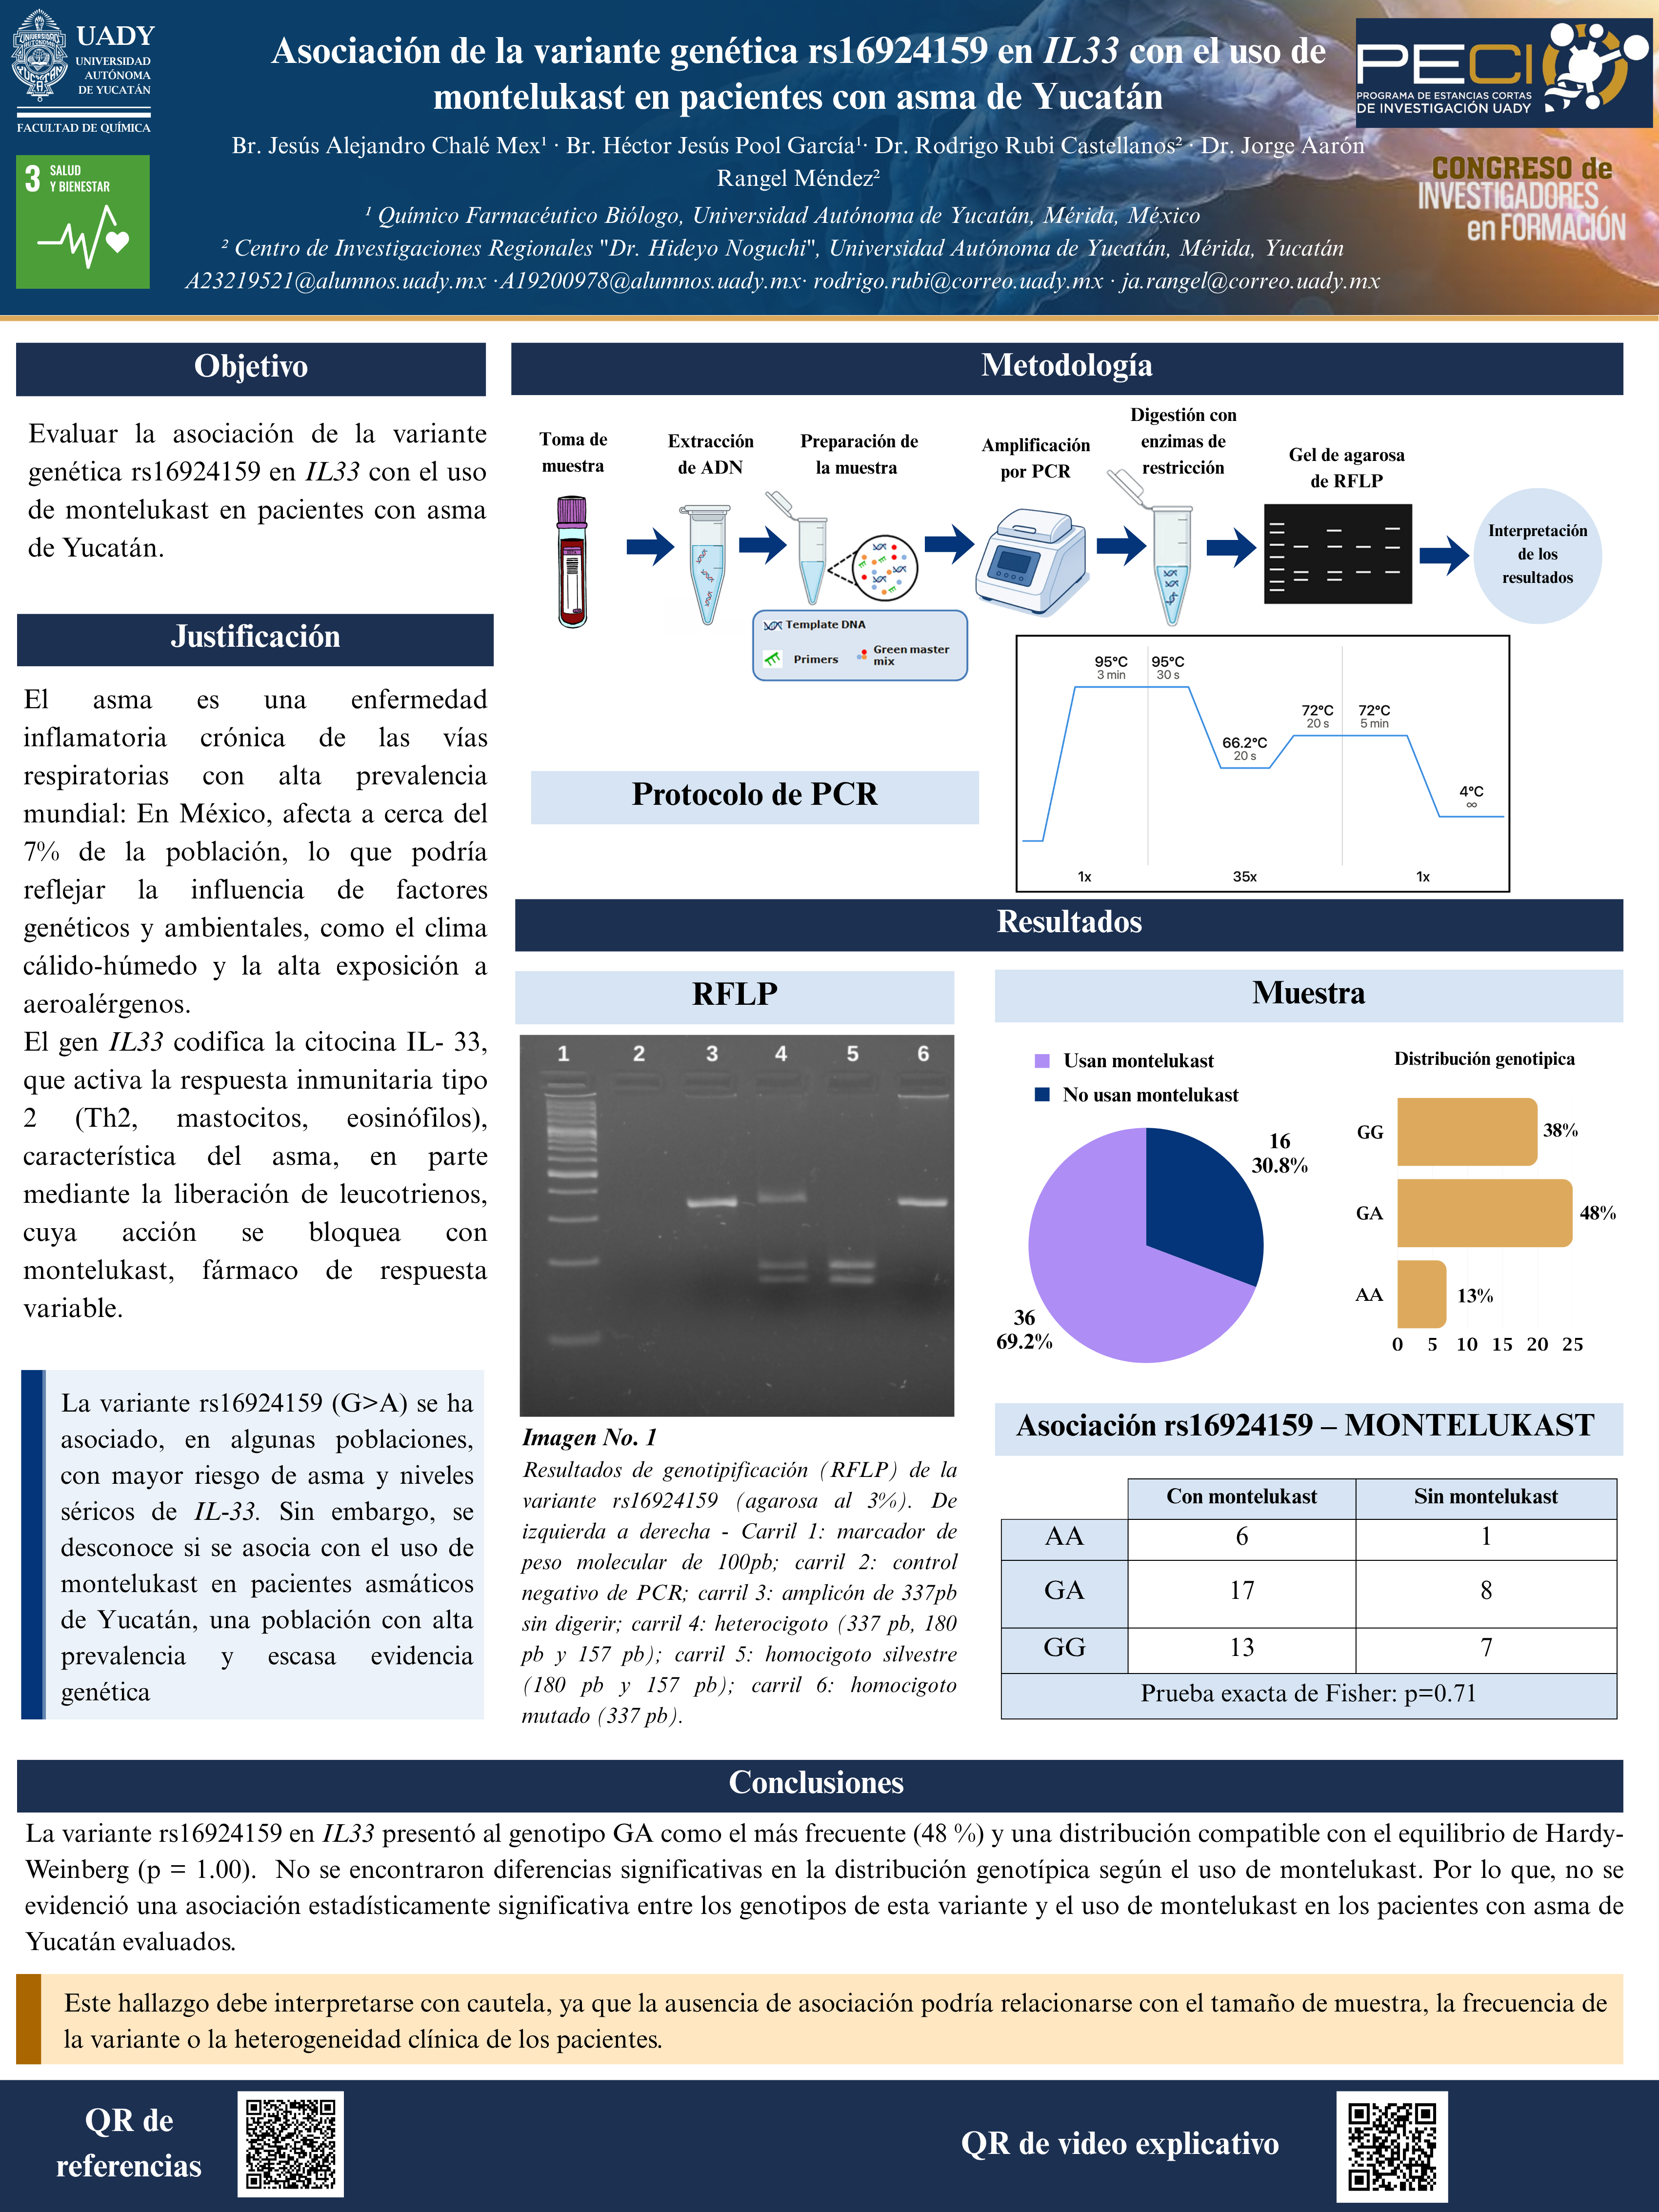 UADY
UNIVERSIDAD
AUTÓNOMA
DE YUCATÁN
FACULTAD DE QUÍMICA
3 SALUD
Y BIENESTAR
Asociación de la variante genética rs16924159 en IL33 con el uso de
montelukast en pacientes con asma de Yucatán
Br. Jesús Alejandro Chalé Mex¹ · Br. Héctor Jesús Pool García¹· Dr. Rodrigo Rubi Castellanos² · Dr. Jorge Aarón
Rangel Méndez²
¹ Químico Farmacéutico Biólogo, Universidad Autónoma de Yucatán, Mérida, México
² Centro de Investigaciones Regionales "Dr. Hideyo Noguchi", Universidad Autónoma de Yucatán, Mérida, Yucatán
A23219521@alumnos.uady.mx · A19200978@alumnos.uady.mx· rodrigo.rubi@correo.uady.mx · ja.rangel@correo.uady.mx
PECI
PROGRAMA DE ESTANCIAS CORTAS
DE INVESTIGACIÓN UADY
CONGRESO de
INVESTIGADORES
en FORMACIÓN
Objetivo
Evaluar la asociación de la variante
genética rs16924159 en IL33 con el uso
de montelukast en pacientes con asma
de Yucatán.
Justificación
El asma es una enfermedad
inflamatoria crónica de las vías
respiratorias con alta prevalencia
mundial: En México, afecta a cerca del
7% de la población, lo que podría
reflejar la influencia de factores
genéticos y ambientales, como el clima
cálido-húmedo y la alta exposición a
aeroalérgenos.
El gen IL33 codifica la citocina IL- 33,
que activa la respuesta inmunitaria tipo
2 (Th2, mastocitos, eosinófilos),
característica del asma, en parte
mediante la liberación de leucotrienos,
cuya acción se bloquea con
montelukast, fármaco de respuesta
variable.
La variante rs16924159 (G>A) se ha
asociado, en algunas poblaciones,
con mayor riesgo de asma y niveles
séricos de IL-33. Sin embargo, se
desconoce si se asocia con el uso de
montelukast en pacientes asmáticos
de Yucatán, una población con alta
prevalencia y escasa evidencia
genética
Metodología
Toma de
muestra
Extracción
de ADN
Preparación de
la muestra
Amplificación
por PCR
Digestión con
enzimas de
restricción
Gel de agarosa
de RFLP
Interpretación
de los
resultados
Template DNA
Primers
Green master
mix
Protocolo de PCR
95°C
3 min
95°C
30 s
66.2°C
20 s
72°C
20 s
72°C
5 min
4°C
∞
1x
35x
1x
Resultados
RFLP
1 2 3 4 5 6
Imagen No. 1
Resultados de genotipificación (RFLP) de la
variante rs16924159 (agarosa al 3%). De
izquierda a derecha - Carril 1: marcador de
peso molecular de 100pb; carril 2: control
negativo de PCR; carril 3: amplicón de 337pb
sin digerir; carril 4: heterocigoto (337 pb, 180
pb y 157 pb); carril 5: homocigoto silvestre
(180 pb y 157 pb); carril 6: homocigoto
mutado (337 pb).
Muestra
Usan montelukast
No usan montelukast
16
30.8%
36
69.2%
Distribución genotipica
GG 38%
GA 48%
AA 13%
0 5 10 15 20 25
Asociación rs16924159 – MONTELUKAST
Con montelukast Sin montelukast
AA 6 1
GA 17 8
GG 13 7
Prueba exacta de Fisher: p=0.71
Conclusiones
La variante rs16924159 en IL33 presentó al genotipo GA como el más frecuente (48 %) y una distribución compatible con el equilibrio de Hardy-
Weinberg (p = 1.00). No se encontraron diferencias significativas en la distribución genotípica según el uso de montelukast. Por lo que, no se
evidenció una asociación estadísticamente significativa entre los genotipos de esta variante y el uso de montelukast en los pacientes con asma de
Yucatán evaluados.
Este hallazgo debe interpretarse con cautela, ya que la ausencia de asociación podría relacionarse con el tamaño de muestra, la frecuencia de
la variante o la heterogeneidad clínica de los pacientes.
QR de
referencias
QR de video explicativo